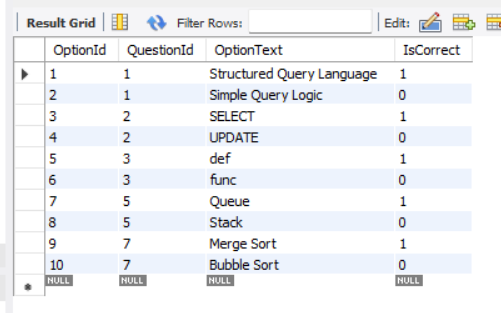 Result Grid Filter Rows: Edit:
OptionId QuestionId OptionText IsCorrect
1 1 Structured Query Language 1
2 1 Simple Query Logic 0
3 2 SELECT 1
4 2 UPDATE 0
5 3 def 1
6 3 func 0
7 5 Queue 1
8 5 Stack 0
9 7 Merge Sort 1
10 7 Bubble Sort 0
NULL NULL NULL NULL